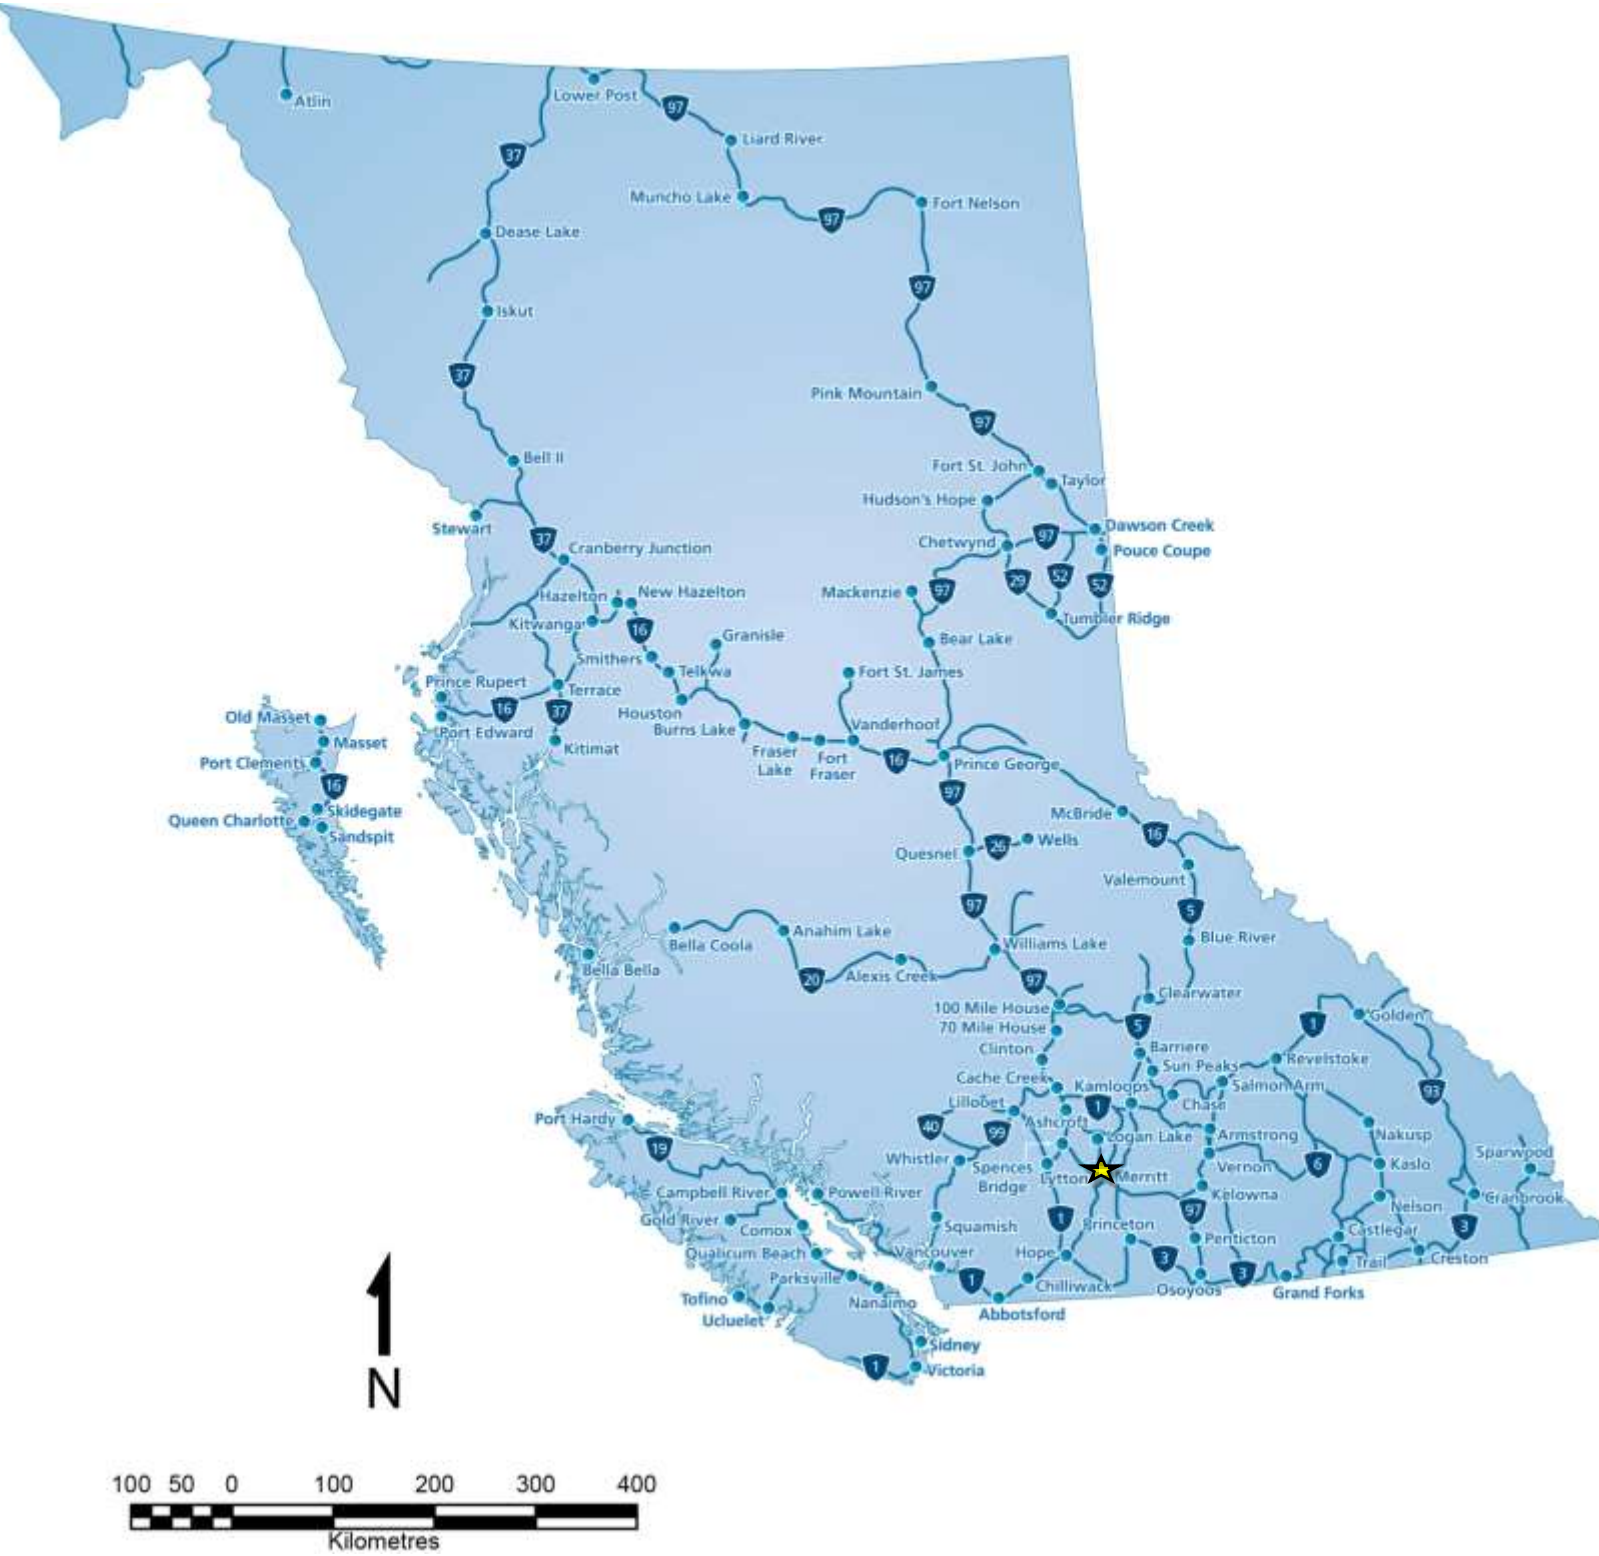 Atlin
Lower Post
97
Liard River
37
Muncho Lake
97
Fort Nelson
Dease Lake
97
Iskut
37
Pink Mountain
97
Bell II
Fort St. John
Taylor
Hudson's Hope
Stewart
Dawson Creek
37
Chetwynd
97
Pouce Coupe
Cranberry Junction
29
52
52
Hazelton
New Hazelton
Mackenzie
97
Kitwanga
16
Tumbler Ridge
Granisle
Bear Lake
Smithers
Telkwa
Fort St. James
Prince Rupert
Terrace
16
37
Houston
Old Masset
Port Edward
Burns Lake
Vanderhoof
Masset
Kitimat
Fraser
Lake
Fort
Fraser
16
Prince George
Port Clements
16
97
Skidegate
Queen Charlotte
Sandspit
McBride
16
Quesnel
26
Wells
Valemount
97
5
Bella Coola
Anahim Lake
Williams Lake
Blue River
Bella Bella
20
Alexis Creek
97
Clearwater
100 Mile House
70 Mile House
5
1
Golden
Clinton
Barriere
Sun Peaks
Revelstoke
Cache Creek
Kamloops
Salmon Arm
93
Lillooet
1
Chase
Port Hardy
40
99
Ashcroft
19
Logan Lake
Armstrong
Nakusp
Whistler
Spences
Bridge
Lytton
Merritt
Vernon
6
Kaslo
Sparwood
Campbell River
Powell River
Kelowna
Nelson
Cranbrook
Gold River
Comox
Squamish
1
Princeton
97
Castlegar
3
Qualicum Beach
Vancouver
Hope
Penticton
Parksville
1
Chilliwack
3
3
Trail
Creston
Tofino
Nanaimo
Osoyoos
Grand Forks
Ucluelet
Abbotsford
Sidney
1
Victoria
N
100 50 0 100 200 300 400
Kilometres